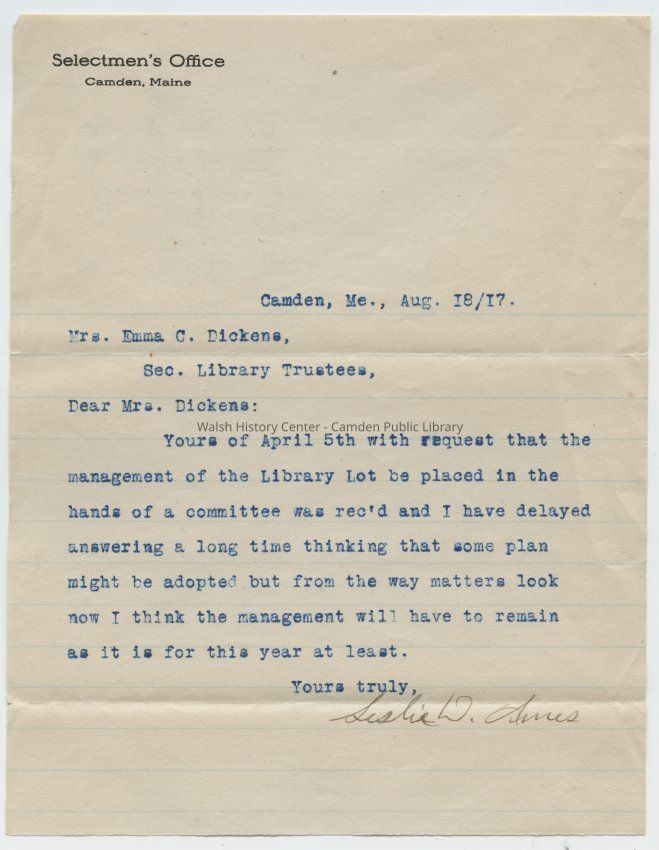 Selectmen's Office
Camden, Maine
Camden, Me., Aug. 18/17.
Mrs. Emma C. Dickens,
Sec. Library Trustees,
Dear Mrs. Dickens:
Walsh History Center - Camden Public Library
Yours of April 5th with request that the
management of the Library Lot be placed in the
hands of a committee was rec'd and I have delayed
answering a long time thinking that some plan
might be adopted but from the way matters look
now I think the management will have to remain
as it is for this year at least.
Yours truly,
Leslie D. Ames